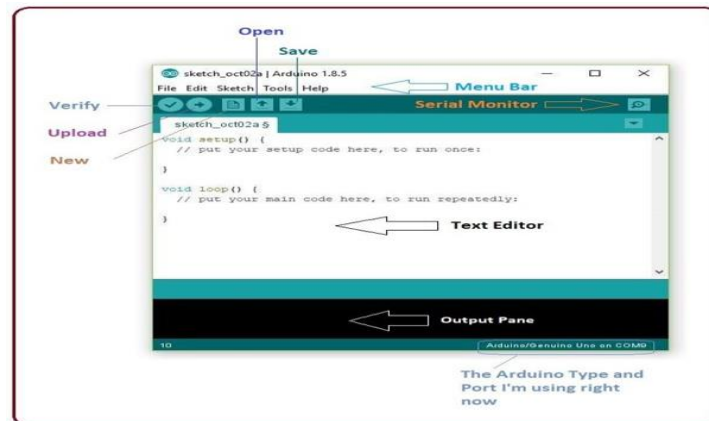 Open
Save
sketch_oct02a | Arduino 1.8.5
File Edit Sketch Tools Help
Menu Bar
Verify
Serial Monitor
Upload
sketch_oct02a §
New
void setup() {
// put your setup code here, to run once:
}
void loop() {
// put your main code here, to run repeatedly:
}
Text Editor
Output Pane
10
Arduino/Genuino Uno on COM9
The Arduino Type and
Port I'm using right
now